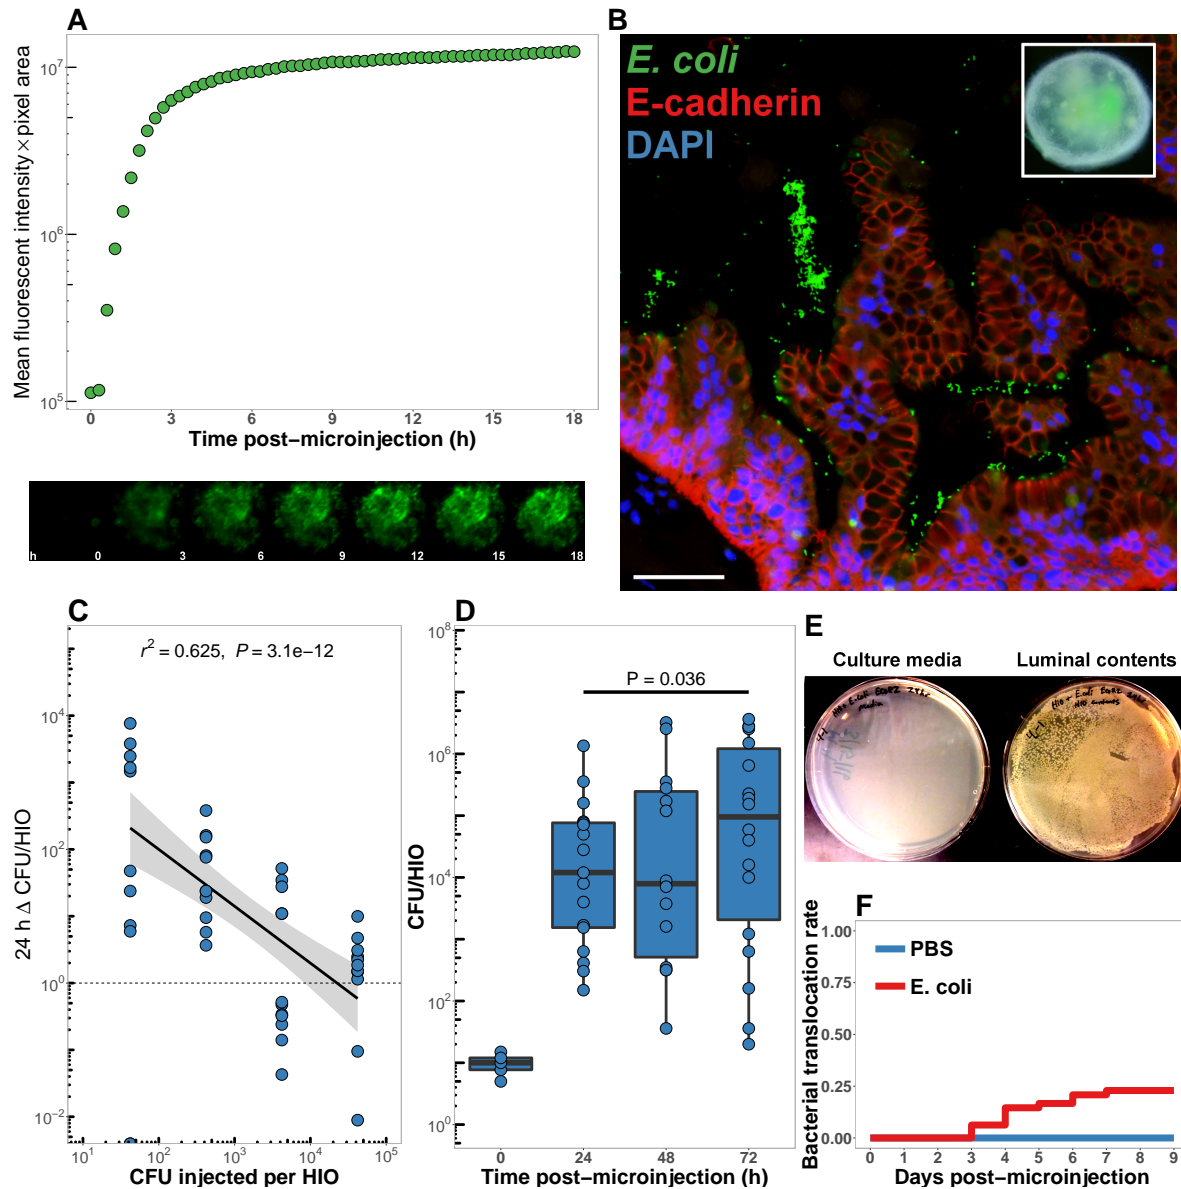 A
Mean fluorescent intensity × pixel area
10^7
10^6
10^5
0 3 6 9 12 15 18
Time post−microinjection (h)
h 0 3 6 9 12 15 18
B
E. coli
E-cadherin
DAPI
C
r² = 0.625, P = 3.1e−12
24 h Δ CFU/HIO
10^4
10^2
10^0
10^−2
10^1 10^2 10^3 10^4 10^5
CFU injected per HIO
D
P = 0.036
CFU/HIO
10^8
10^6
10^4
10^2
10^0
0 24 48 72
Time post−microinjection (h)
E
Culture media
Luminal contents
F
Bacterial translocation rate
1.00
0.75
0.50
0.25
0.00
PBS
E. coli
0 1 2 3 4 5 6 7 8 9
Days post−microinjection